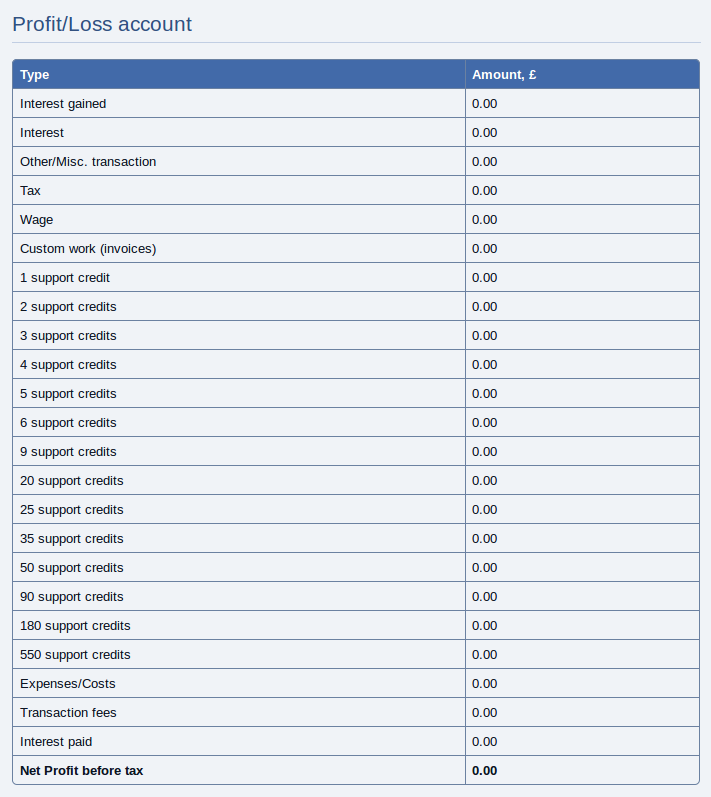 Profit/Loss account
Type Amount, £
Interest gained 0.00
Interest 0.00
Other/Misc. transaction 0.00
Tax 0.00
Wage 0.00
Custom work (invoices) 0.00
1 support credit 0.00
2 support credits 0.00
3 support credits 0.00
4 support credits 0.00
5 support credits 0.00
6 support credits 0.00
9 support credits 0.00
20 support credits 0.00
25 support credits 0.00
35 support credits 0.00
50 support credits 0.00
90 support credits 0.00
180 support credits 0.00
550 support credits 0.00
Expenses/Costs 0.00
Transaction fees 0.00
Interest paid 0.00
Net Profit before tax 0.00